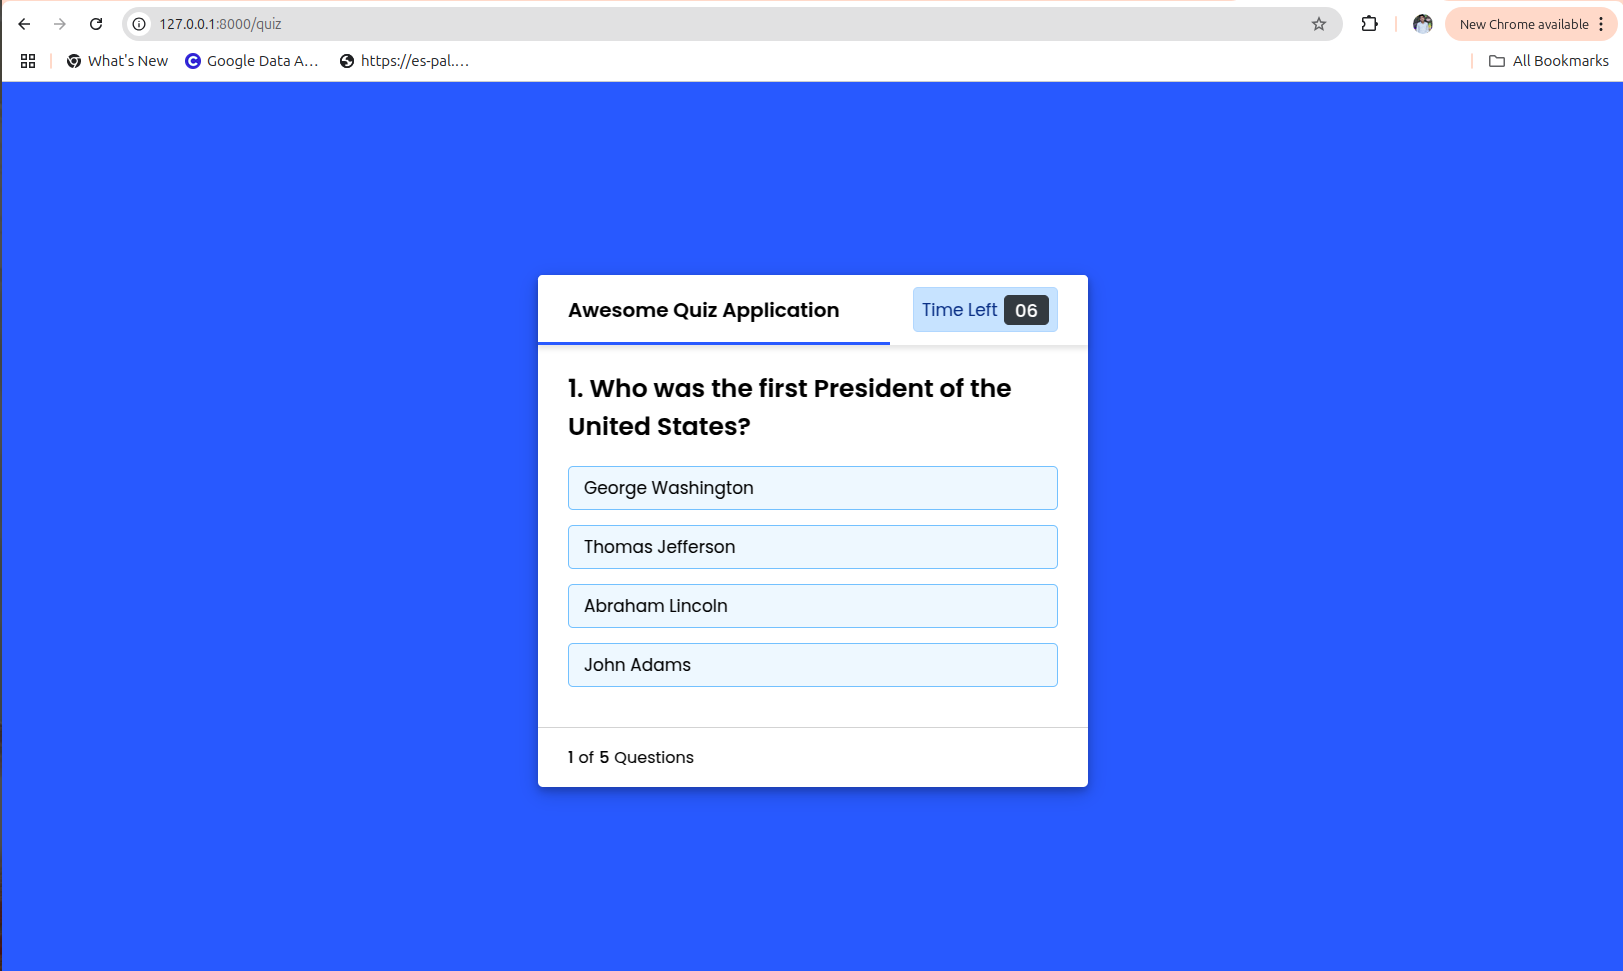 127.0.0.1:8000/quiz
New Chrome available
What's New
Google Data A...
https://es-pal....
All Bookmarks
Awesome Quiz Application
Time Left 06
1. Who was the first President of the
United States?
George Washington
Thomas Jefferson
Abraham Lincoln
John Adams
1 of 5 Questions